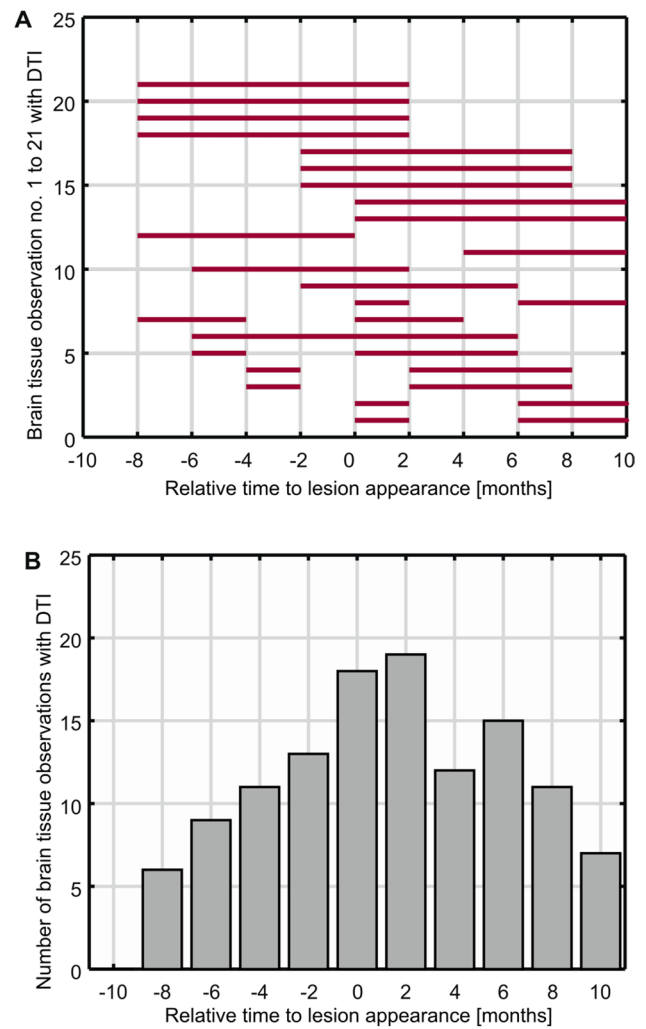 A
25
20
15
10
5
0
Brain tissue observation no. 1 to 21 with DTI
-10 -8 -6 -4 -2 0 2 4 6 8 10
Relative time to lesion appearance [months]
B
25
20
15
10
5
0
Number of brain tissue observations with DTI
-10 -8 -6 -4 -2 0 2 4 6 8 10
Relative time to lesion appearance [months]